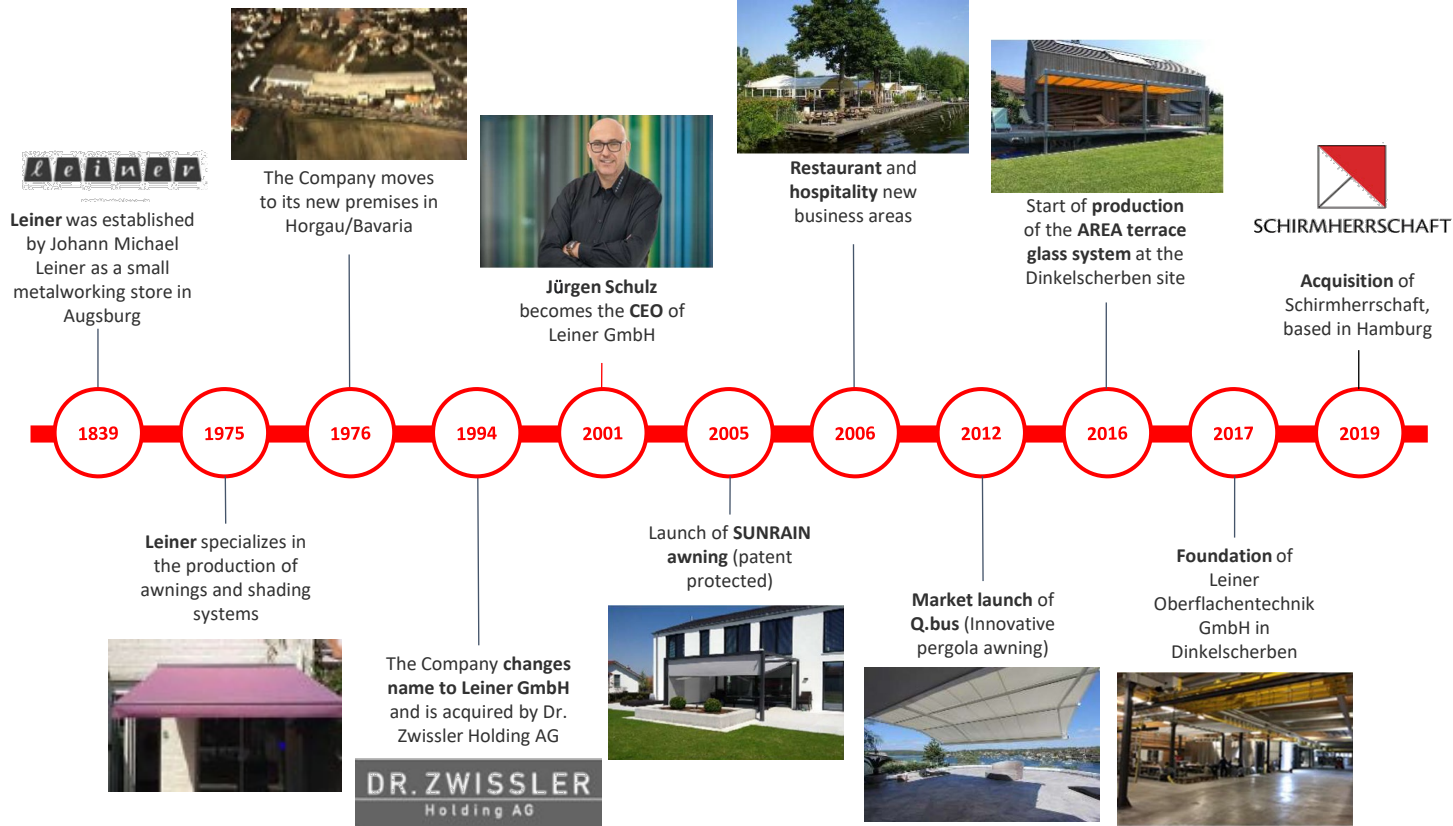 leiner
Leiner was established
by Johann Michael
Leiner as a small
metalworking store in
Augsburg
The Company moves
to its new premises in
Horgau/Bavaria
Jürgen Schulz
becomes the CEO of
Leiner GmbH
Restaurant and
hospitality new
business areas
Start of production
of the AREA terrace
glass system at the
Dinkelscherben site
SCHIRMHERRSCHAFT
Acquisition of
Schirmherrschaft,
based in Hamburg
1839
1975
1976
1994
2001
2005
2006
2012
2016
2017
2019
Leiner specializes in
the production of
awnings and shading
systems
The Company changes
name to Leiner GmbH
and is acquired by Dr.
Zwissler Holding AG
DR. ZWISSLER
Holding AG
Launch of SUNRAIN
awning (patent
protected)
Market launch of
Q.bus (Innovative
pergola awning)
Foundation of
Leiner
Oberflachentechnik
GmbH in
Dinkelscherben